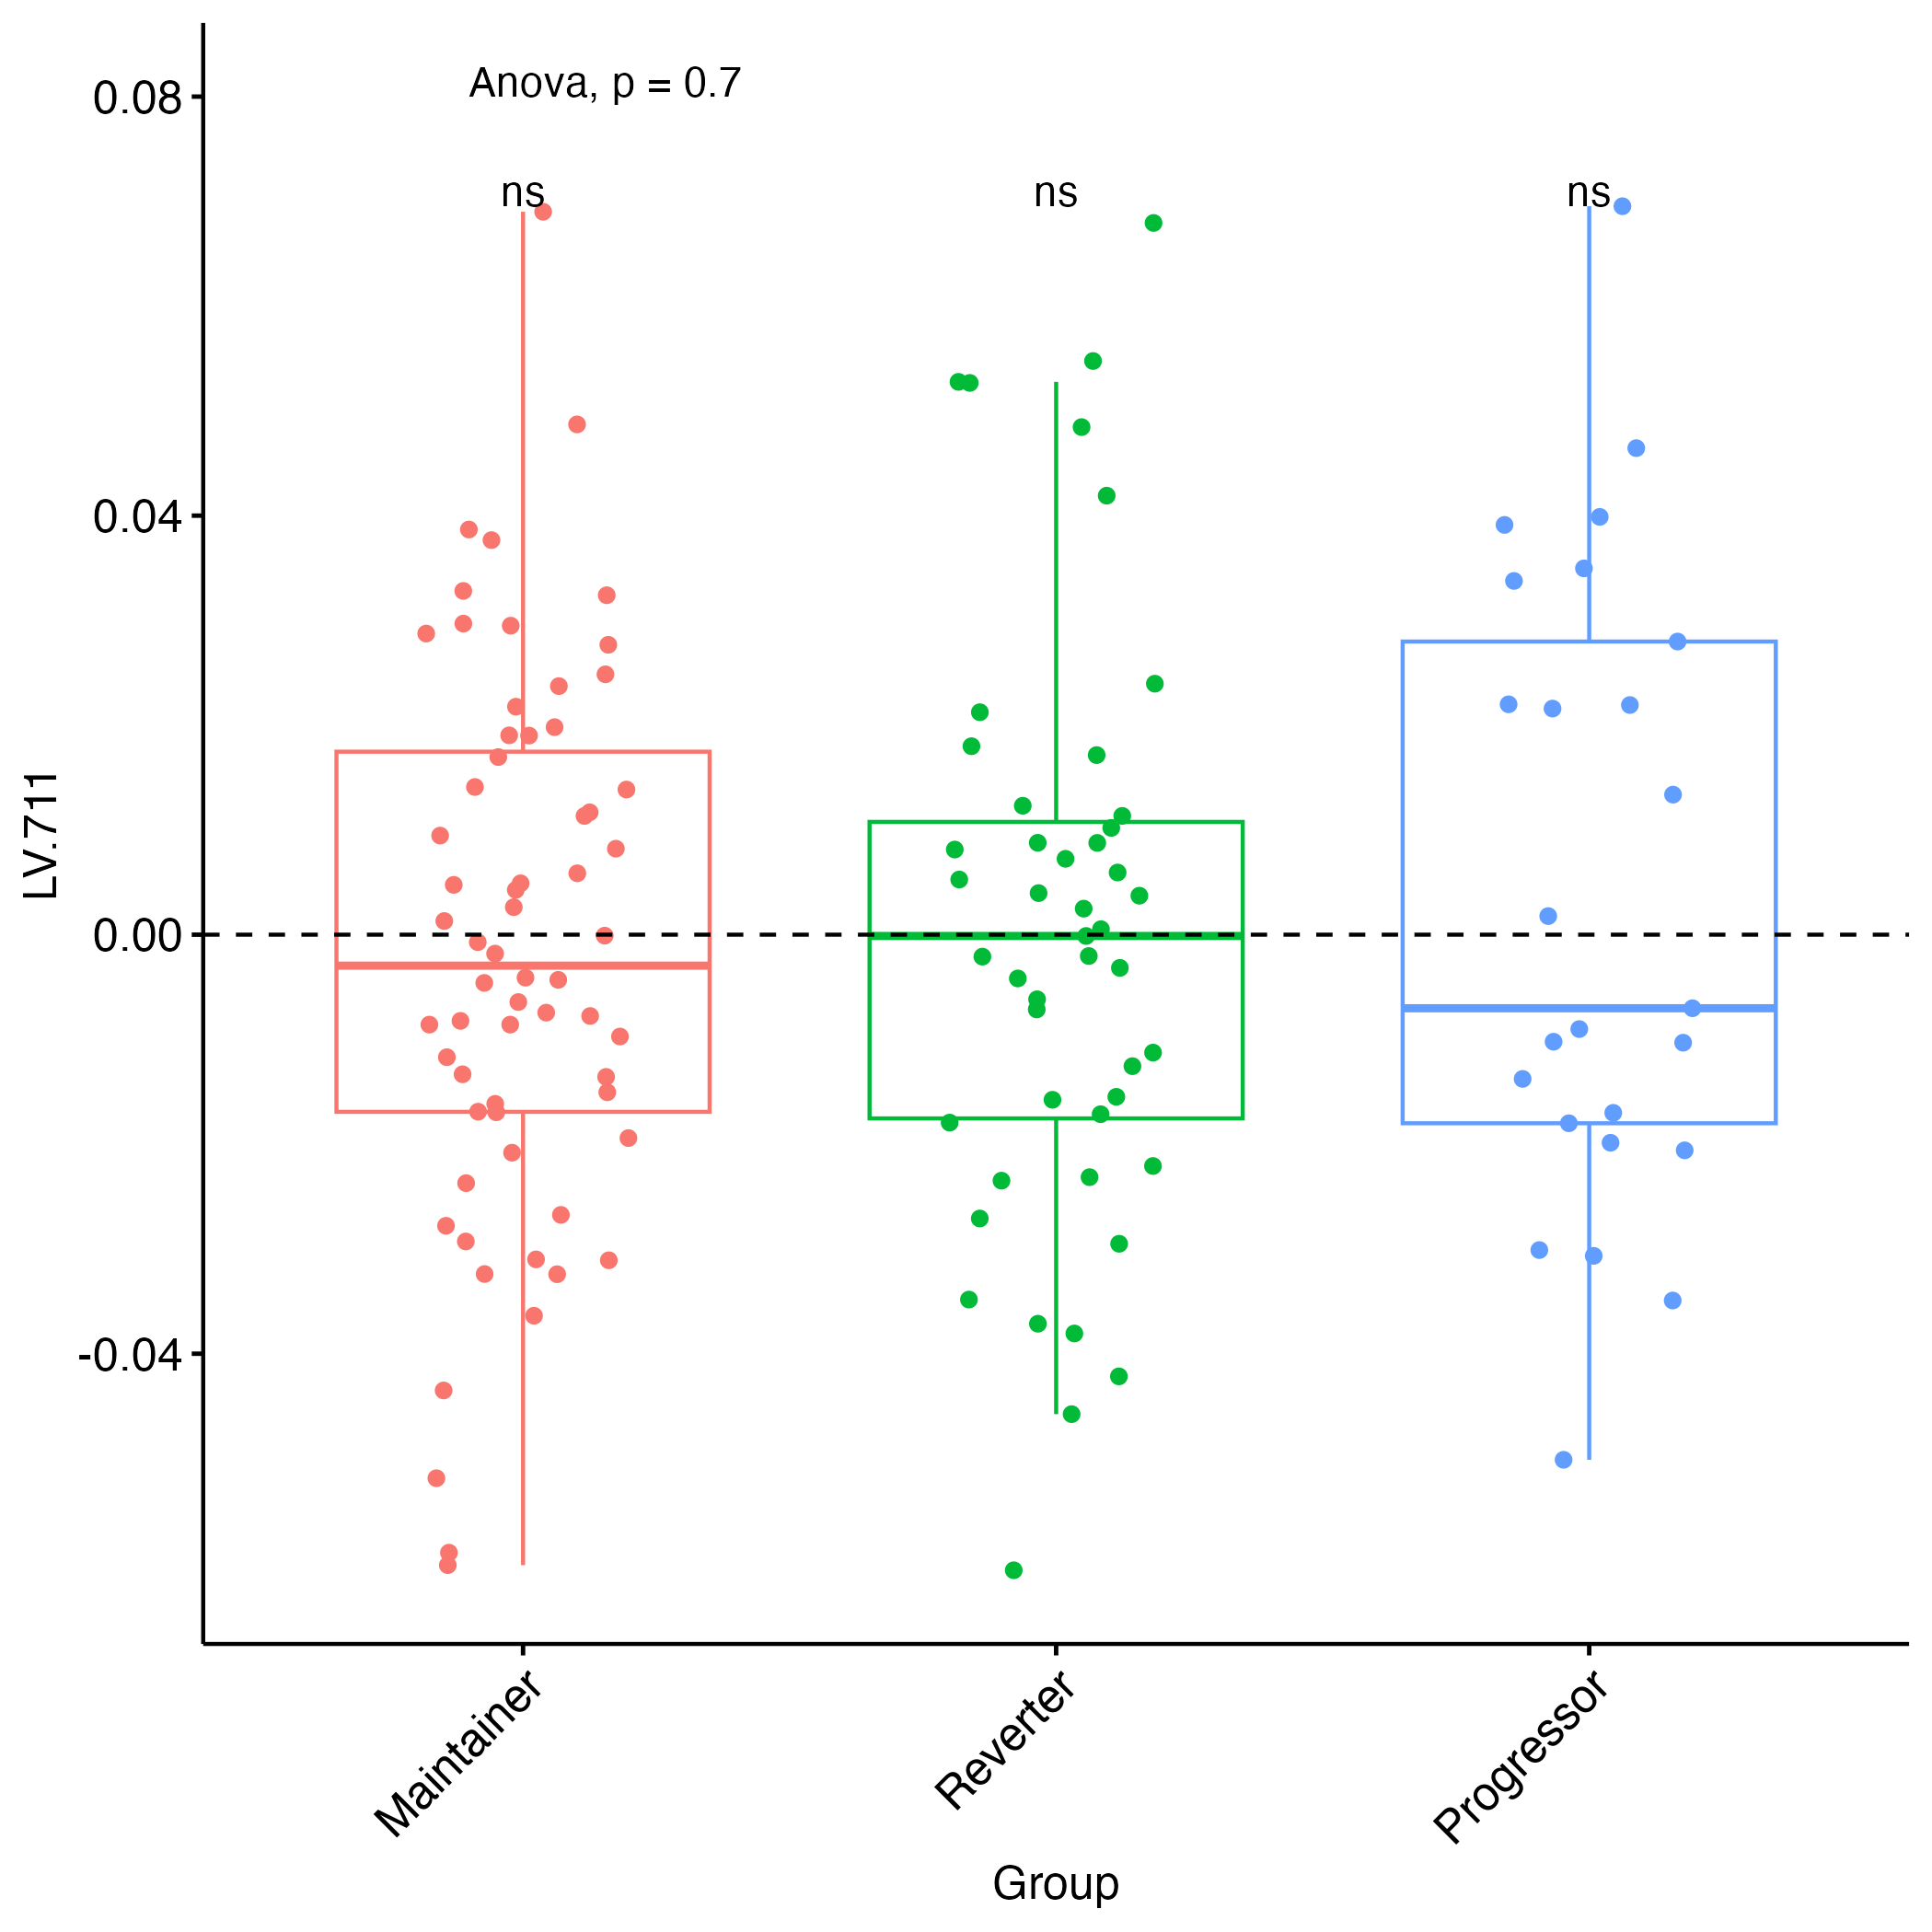 Anova, p = 0.7
ns ns ns
0.08
0.04
0.00
-0.04
LV.711
Maintainer Reverter Progressor
Group